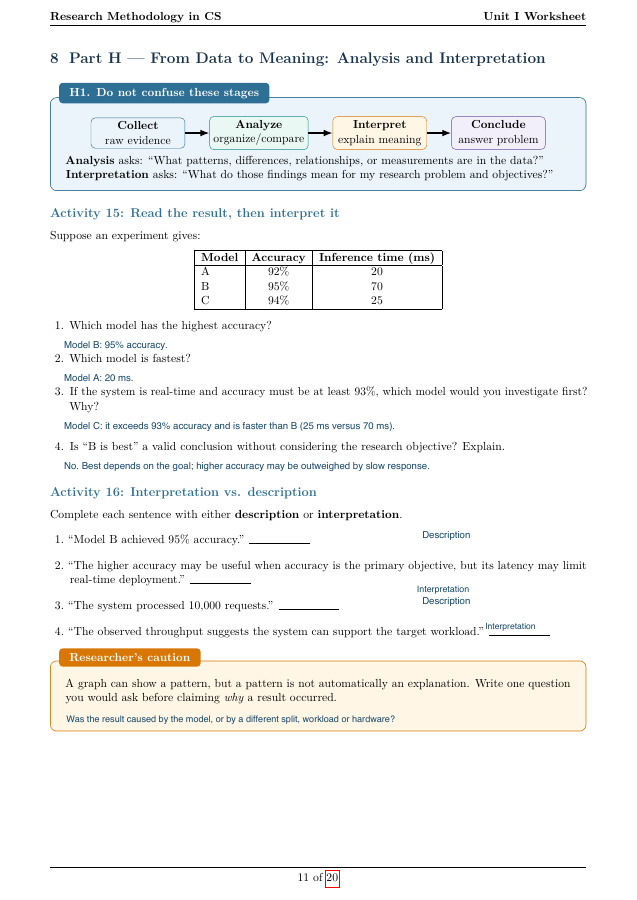 Research Methodology in CS Unit I Worksheet
8 Part H — From Data to Meaning: Analysis and Interpretation
H1. Do not confuse these stages
Collect Analyze Interpret Conclude
raw evidence organize/compare explain meaning answer problem
Analysis asks: “What patterns, differences, relationships, or measurements are in the data?”
Interpretation asks: “What do those findings mean for my research problem and objectives?”
Activity 15: Read the result, then interpret it
Suppose an experiment gives:
Model Accuracy Inference time (ms)
A 92% 20
B 95% 70
C 94% 25
1. Which model has the highest accuracy?
Model B: 95% accuracy.
2. Which model is fastest?
Model A: 20 ms.
3. If the system is real-time and accuracy must be at least 93%, which model would you investigate first?
Why?
Model C: it exceeds 93% accuracy and is faster than B (25 ms versus 70 ms).
4. Is “B is best” a valid conclusion without considering the research objective? Explain.
No. Best depends on the goal; higher accuracy may be outweighed by slow response.
Activity 16: Interpretation vs. description
Complete each sentence with either description or interpretation.
1. “Model B achieved 95% accuracy.” Description
2. “The higher accuracy may be useful when accuracy is the primary objective, but its latency may limit
real-time deployment.”
Interpretation
3. “The system processed 10,000 requests.” Description
4. “The observed throughput suggests the system can support the target workload.” Interpretation
Researcher’s caution
A graph can show a pattern, but a pattern is not automatically an explanation. Write one question
you would ask before claiming why a result occurred.
Was the result caused by the model, or by a different split, workload or hardware?
11 of 20